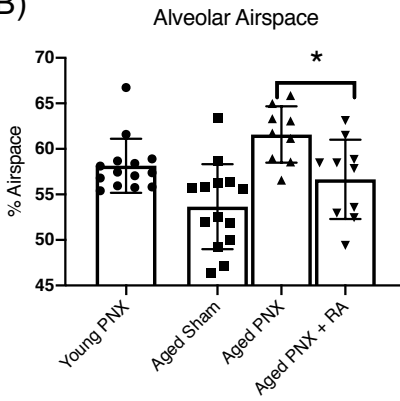 B)
Alveolar Airspace
*
% Airspace
70
65
60
55
50
45
Young PNX
Aged Sham
Aged PNX
Aged PNX + RA